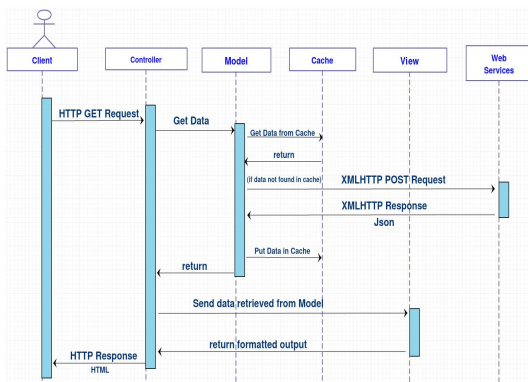 Client
Controller
Model
Cache
View
Web
Services
HTTP GET Request
Get Data
Get Data from Cache
return
(if data not found in cache)
XMLHTTP POST Request
XMLHTTP Response
Json
Put Data in Cache
return
Send data retrieved from Model
return formatted output
HTTP Response
HTML